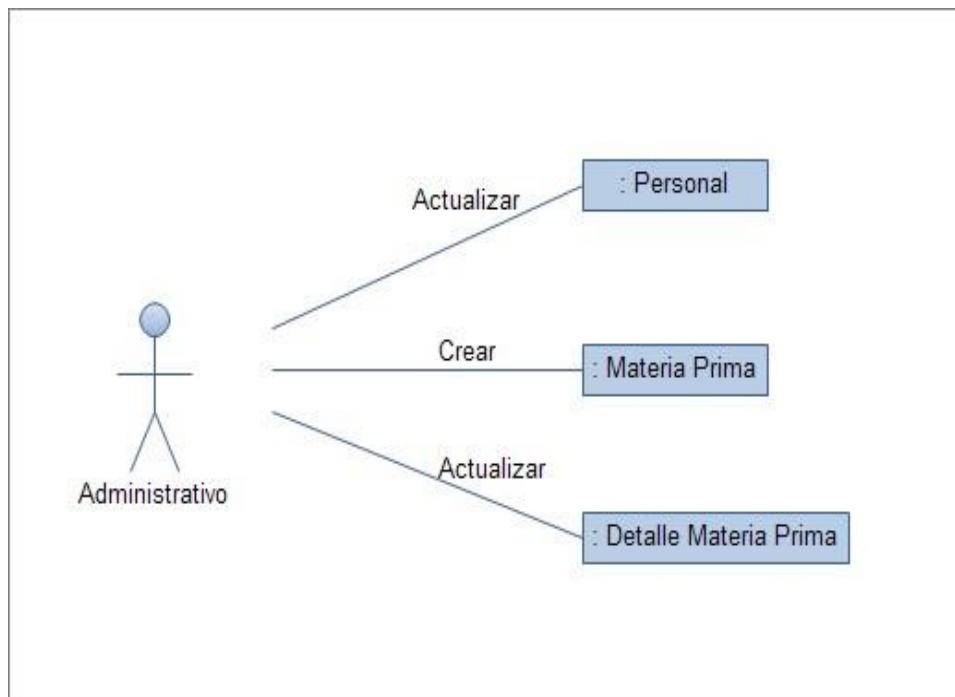 : Personal
Actualizar
Crear
: Materia Prima
Actualizar
Administrativo
: Detalle Materia Prima